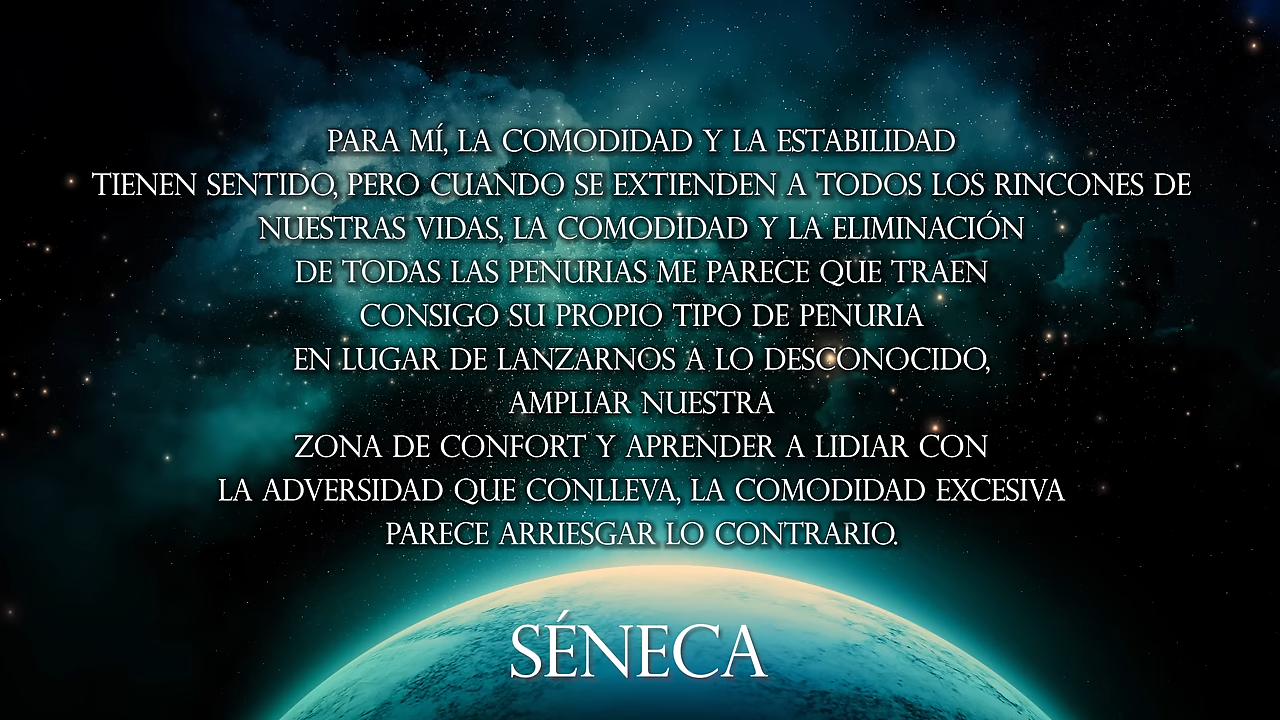 PARA MÍ, LA COMODIDAD Y LA ESTABILIDAD
TIENEN SENTIDO, PERO CUANDO SE EXTIENDEN A TODOS LOS RINCONES DE
NUESTRAS VIDAS, LA COMODIDAD Y LA ELIMINACIÓN
DE TODAS LAS PENURIAS ME PARECE QUE TRAEN
CONSIGO SU PROPIO TIPO DE PENURIA
EN LUGAR DE LANZARNOS A LO DESCONOCIDO,
AMPLIAR NUESTRA
ZONA DE CONFORT Y APRENDER A LIDIAR CON
LA ADVERSIDAD QUE CONLLEVA, LA COMODIDAD EXCESIVA
PARECE ARRIESGAR LO CONTRARIO.
SÉNECA